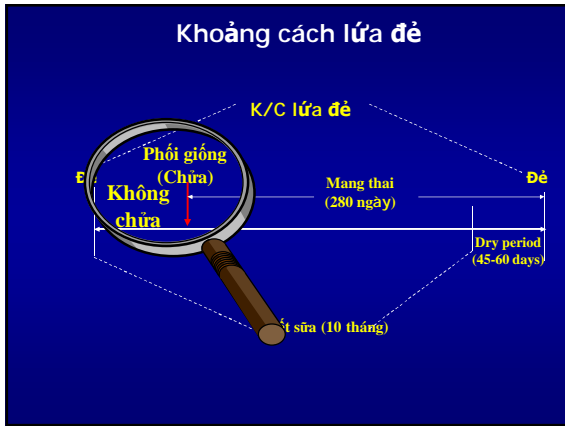 Khoảng cách lứa đẻ
K/C lứa đẻ
Phối giống
(Chửa)
Không
chửa
Mang thai
(280 ngày)
Đẻ
Dry period
(45-60 days)
sữa (10 tháng)